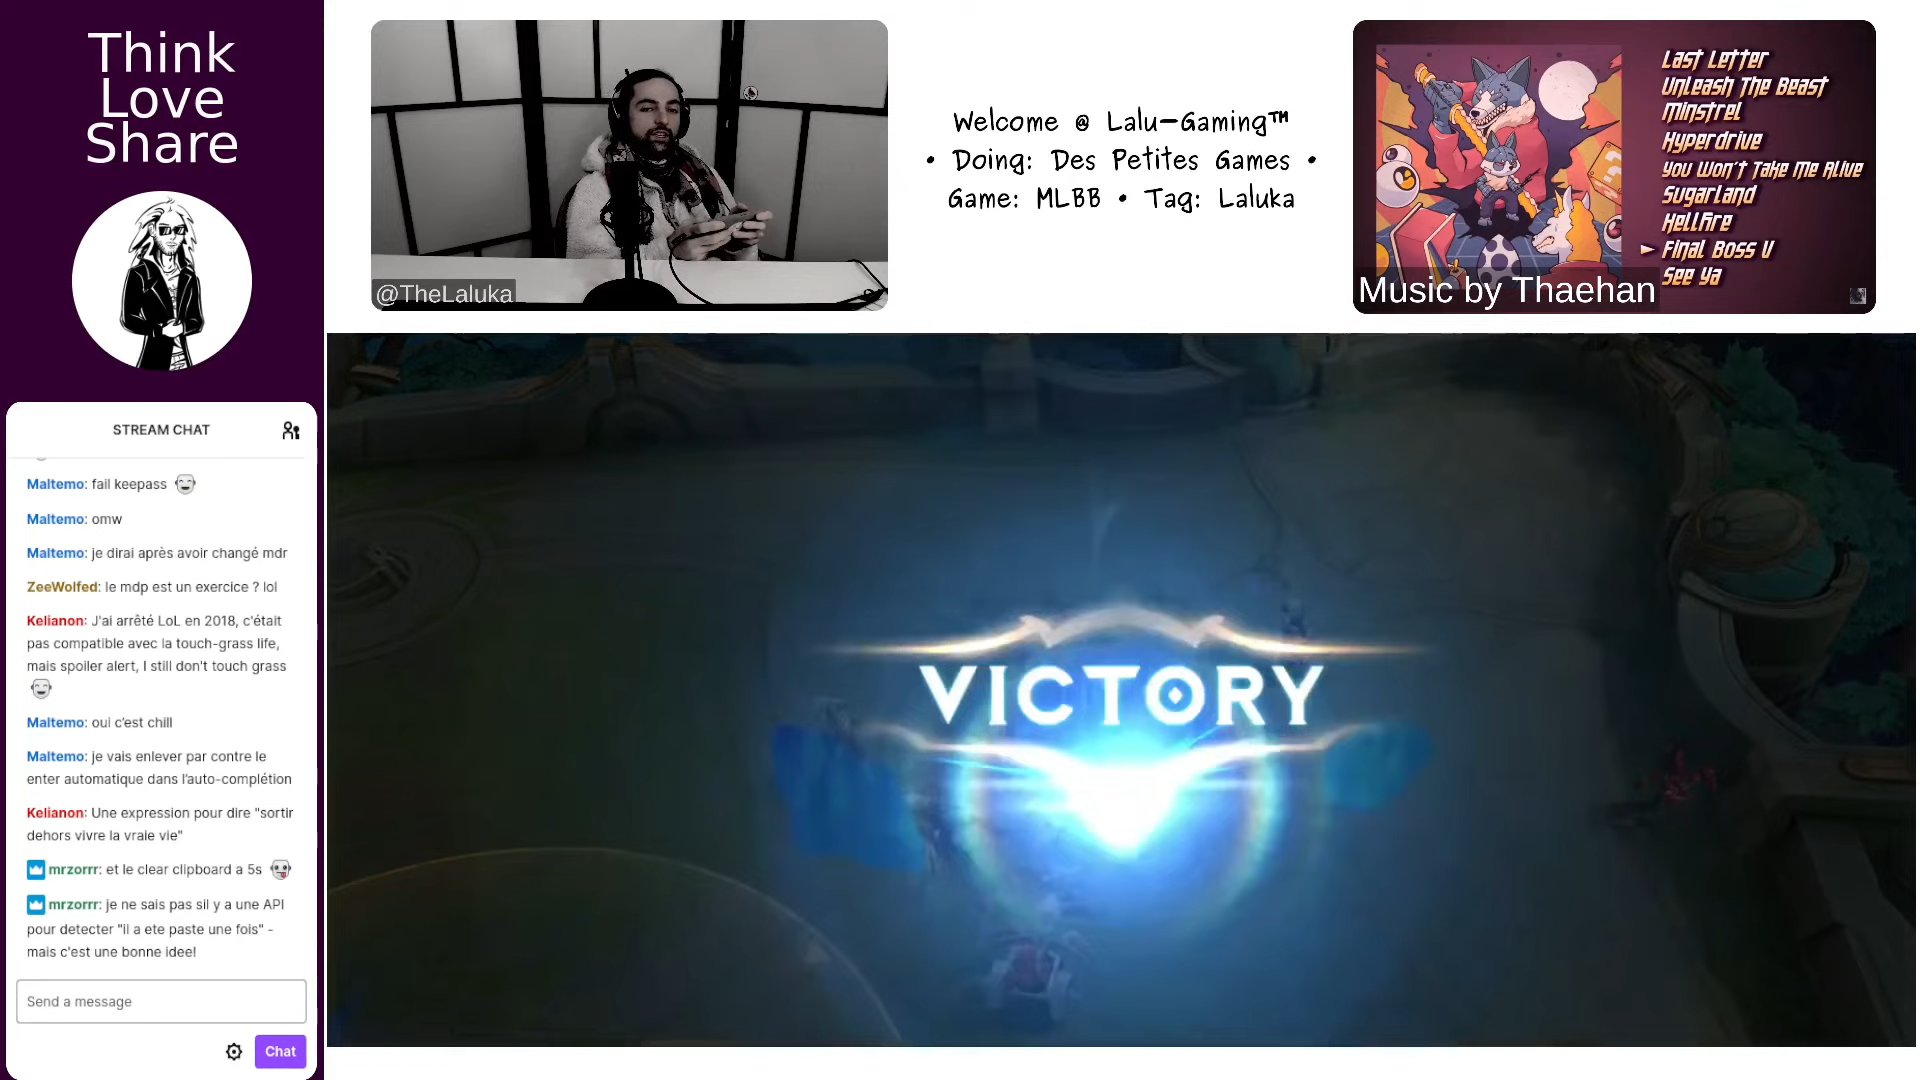 Think
Love
Share
@TheLaluka
Welcome @ Lalu-Gaming™
• Doing: Des Petites Games •
Game: MLBB • Tag: Laluka
Last Letter
Unleash The Beast
Minstrel
Hyperdrive
You Won't Take Me Alive
Sugarland
Hellfire
Final Boss V
See Ya
Music by Thaehan
STREAM CHAT
Maltemo: fail keepass
Maltemo: omw
Maltemo: je dirai après avoir changé mdr
ZeeWolfed: le mdp est un exercice ? lol
Kelianon: J'ai arrêté LoL en 2018, c'était
pas compatible avec la touch-grass life,
mais spoiler alert, I still don't touch grass
Maltemo: oui c'est chill
Maltemo: je vais enlever par contre le
enter automatique dans l'auto-complétion
Kelianon: Une expression pour dire "sortir
dehors vivre la vraie vie"
mrzorrr: et le clear clipboard a 5s
mrzorrr: je ne sais pas sil y a une API
pour detecter "il a ete paste une fois" -
mais c'est une bonne idee!
Send a message
Chat
VICTORY